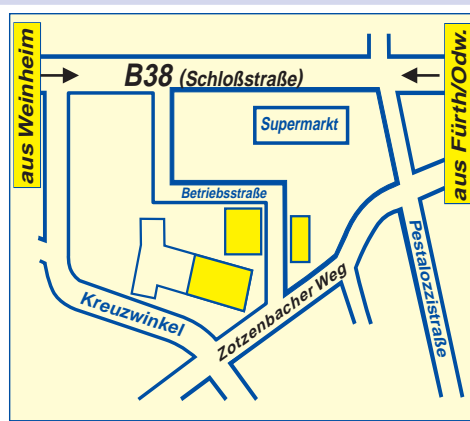 aus Weinheim
B38 (Schloßstraße)
aus Fürth/Odw.
Supermarkt
Betriebsstraße
Kreuzwinkel
Zotzenbacher Weg
Pestalozzistraße